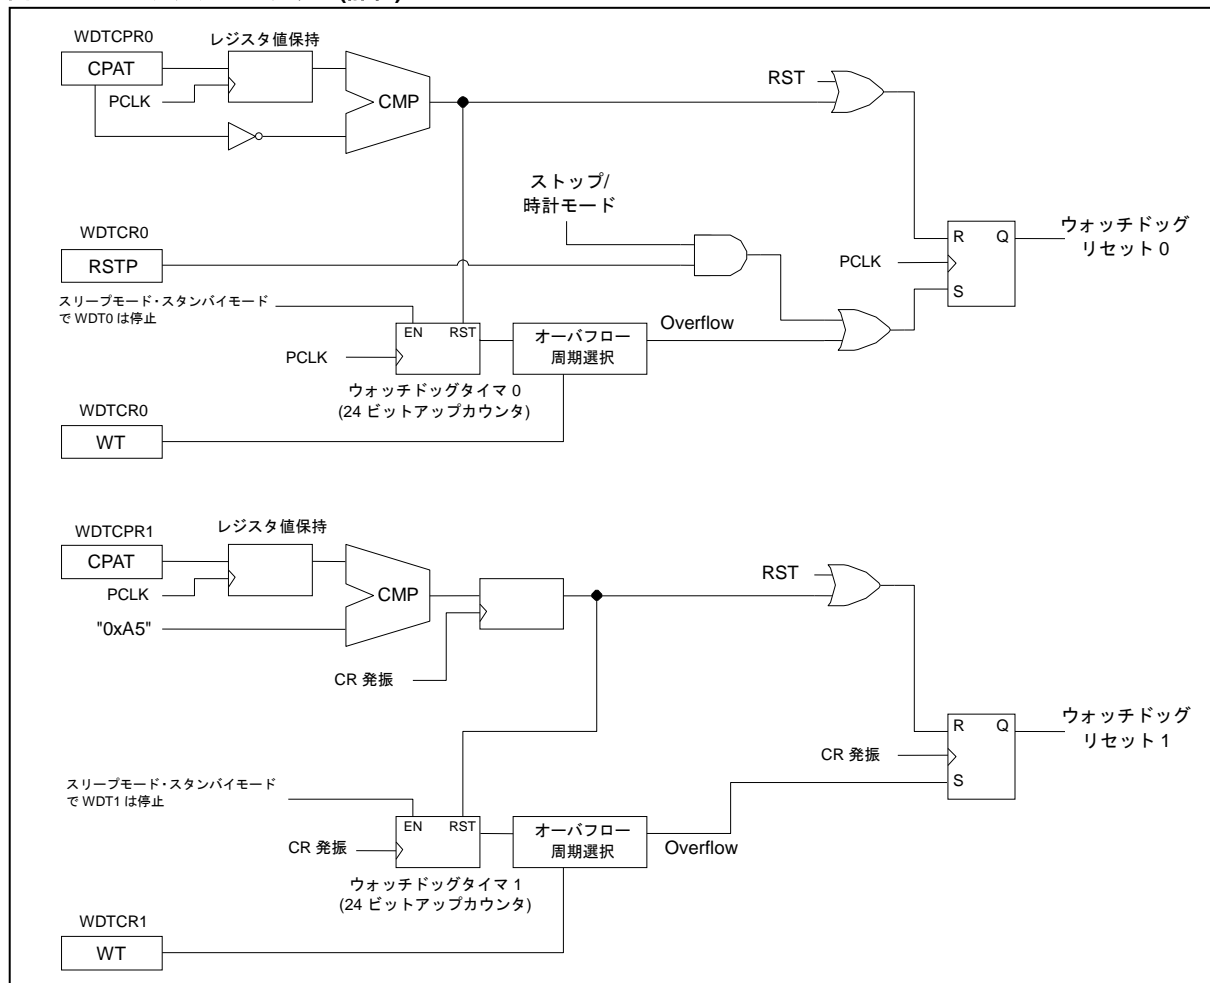 WDTCPR0
レジスタ値保持
CPAT
PCLK
CMP
RST
ストップ/
時計モード
WDTCR0
RSTP
スリープモード・スタンバイモード
で WDT0 は停止
EN
RST
PCLK
オーバフロー
周期選択
Overflow
ウォッチドッグタイマ 0
(24 ビットアップカウンタ)
PCLK
R
Q
S
ウォッチドッグ
リセット 0
WDTCR0
WT
WDTCPR1
レジスタ値保持
CPAT
PCLK
CMP
"0xA5"
CR 発振
RST
スリープモード・スタンバイモード
で WDT1 は停止
EN
RST
CR 発振
オーバフロー
周期選択
Overflow
ウォッチドッグタイマ 1
(24 ビットアップカウンタ)
CR 発振
R
Q
S
ウォッチドッグ
リセット 1
WDTCR1
WT